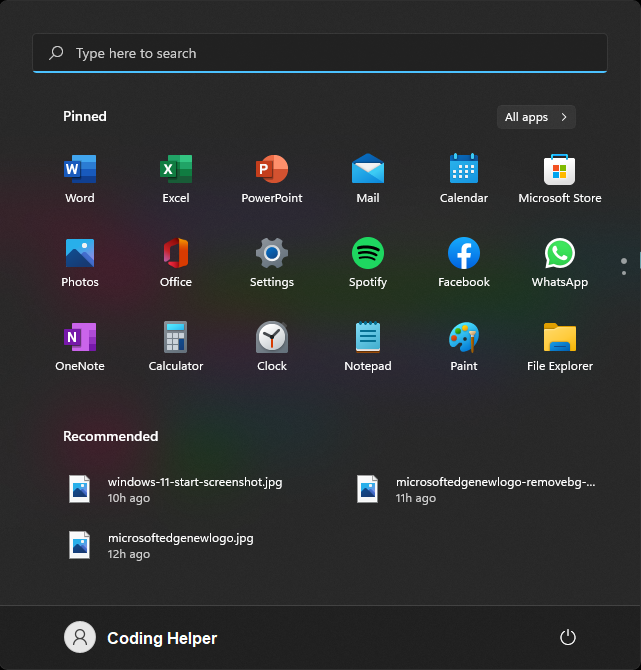 Type here to search
Pinned
All apps
Word
Excel
PowerPoint
Mail
Calendar
Microsoft Store
Photos
Office
Settings
Spotify
Facebook
WhatsApp
OneNote
Calculator
Clock
Notepad
Paint
File Explorer
Recommended
windows-11-start-screenshot.jpg
10h ago
microsoftedgenewlogo-removebg-...
11h ago
microsoftedgenewlogo.jpg
12h ago
Coding Helper